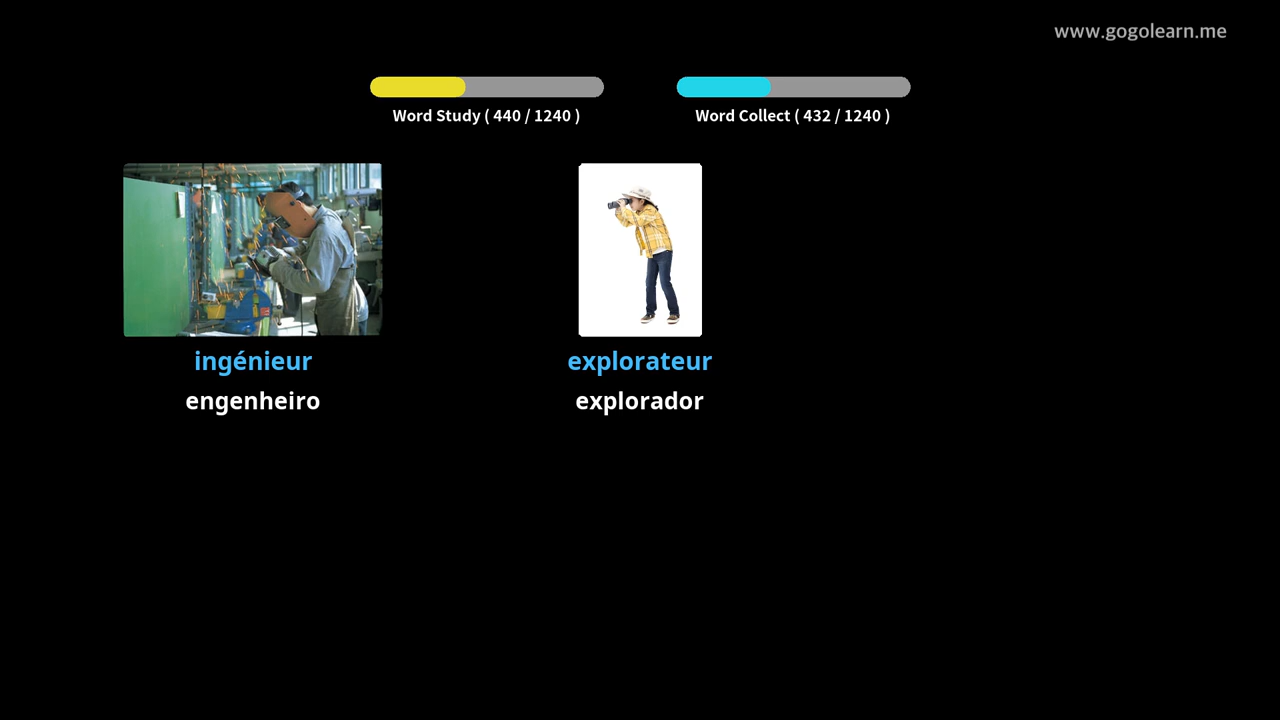 www.gogolearn.me
Word Study ( 440 / 1240 )
Word Collect ( 432 / 1240 )
ingénieur
engenheiro
explorateur
explorador